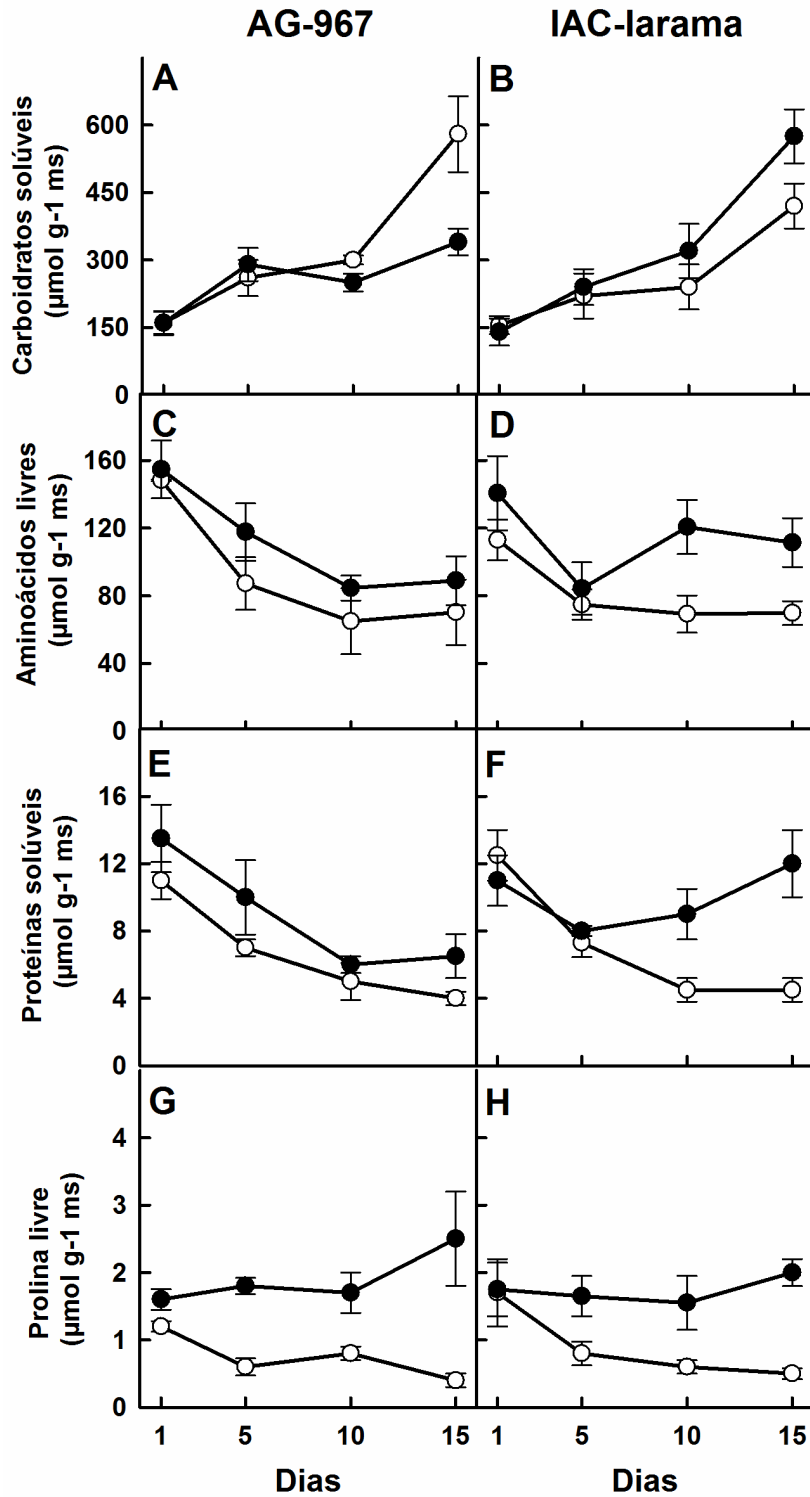 AG-967
IAC-Iarama
A
B
Carboidratos solúveis
(µmol g-1 ms)
600
450
300
150
0
C
D
Aminoácidos livres
(µmol g-1 ms)
160
120
80
40
0
E
F
Proteínas solúveis
(µmol g-1 ms)
16
12
8
4
0
G
H
Prolina livre
(µmol g-1 ms)
4
3
2
1
0
1 5 10 15
1 5 10 15
Dias
Dias